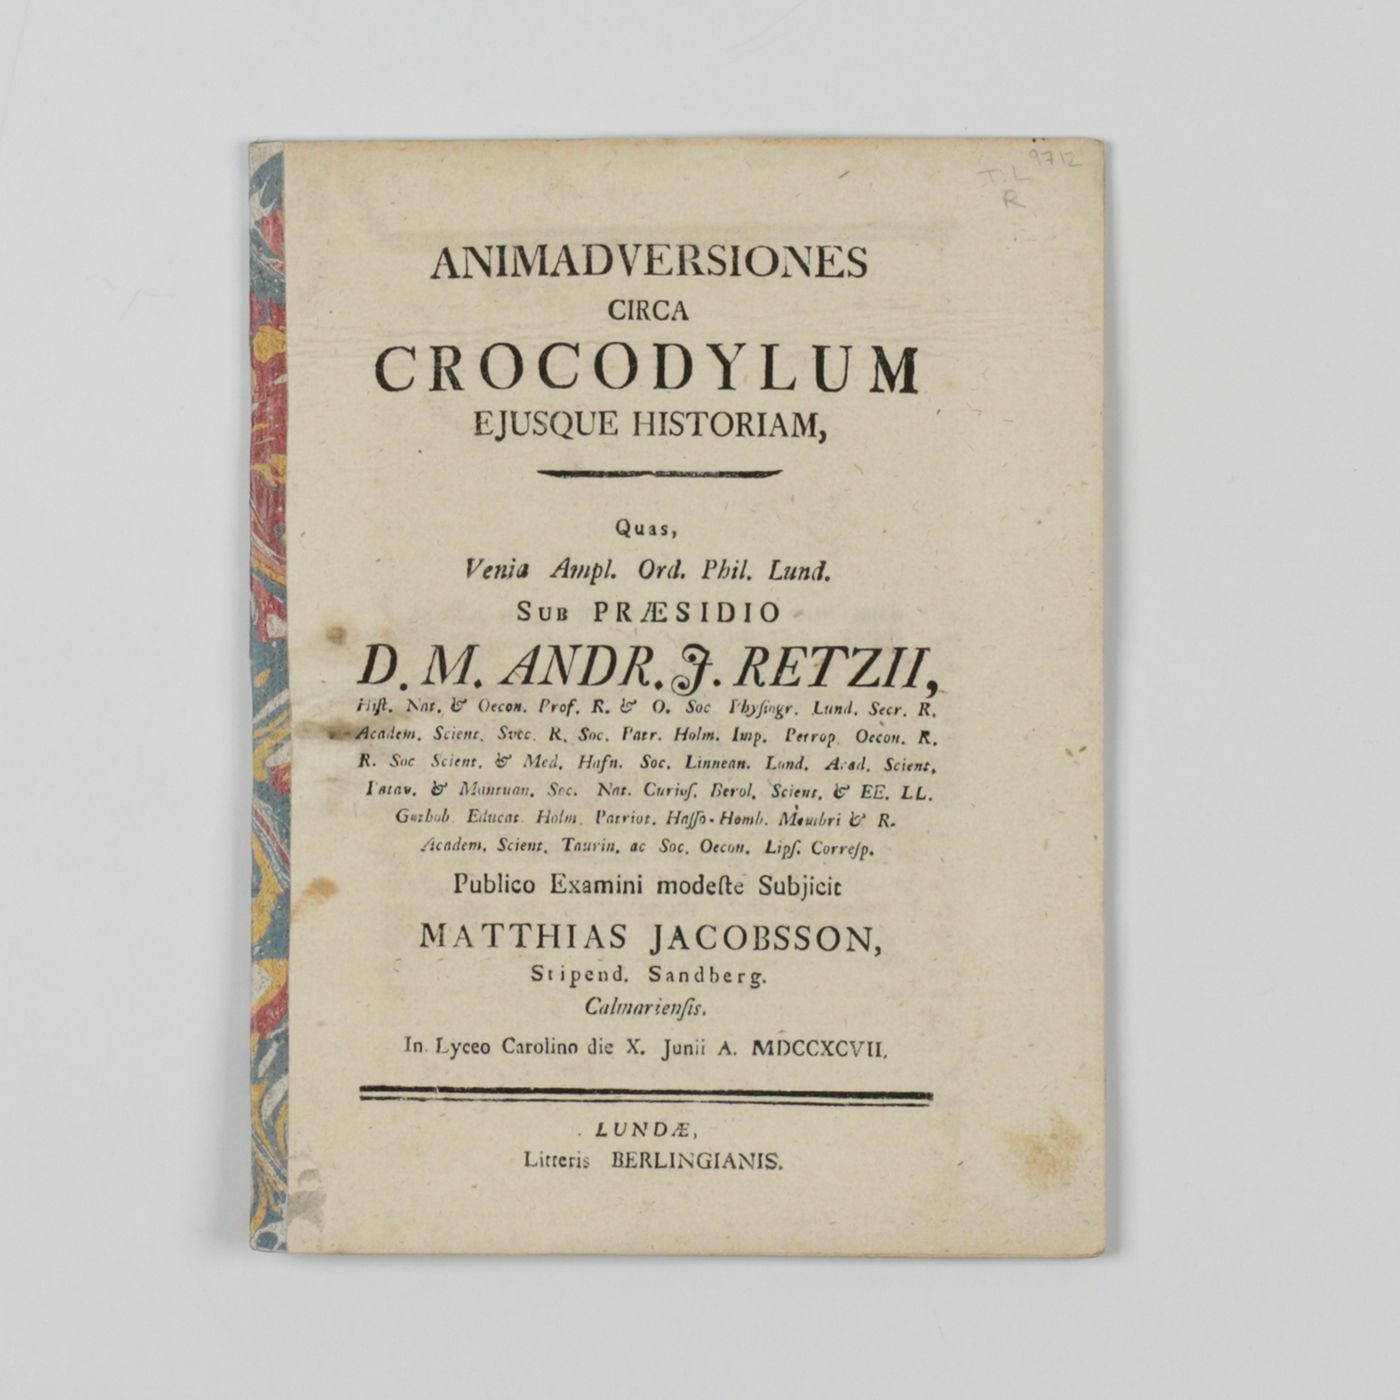 9712
T.L
R
ANIMADVERSIONES
CIRCA
CROCODYLUM
EJUSQUE HISTORIAM,
Quas,
Venia Ampl. Ord. Phil. Lund.
SUB PRÆSIDIO
D. M. ANDR. J. RETZII,
Hiſt. Nat. & Oecon. Prof. R. & O. Soc Phyſiogr. Lund. Secr. R.
Academ. Scient. Svec. R. Soc. Patr. Holm. Imp. Petrop. Oecon. R.
R. Soc Scient. & Med. Hafn. Soc. Linnean. Lond. Acad. Scient.
Patav. & Mantuan. Soc. Nat. Curioſ. Berol. Scient. & EE. LL.
Gothob. Educat. Holm. Patriot. Haſſo-Homb. Membri & R.
Academ. Scient. Taurin. ac Soc. Oecon. Lipſ. Correſp.
Publico Examini modeſte Subjicit
MATTHIAS JACOBSSON,
Stipend. Sandberg.
Calmarienſis.
In Lyceo Carolino die X. Junii A. MDCCXCVII.
LUNDÆ,
Litteris BERLINGIANIS.